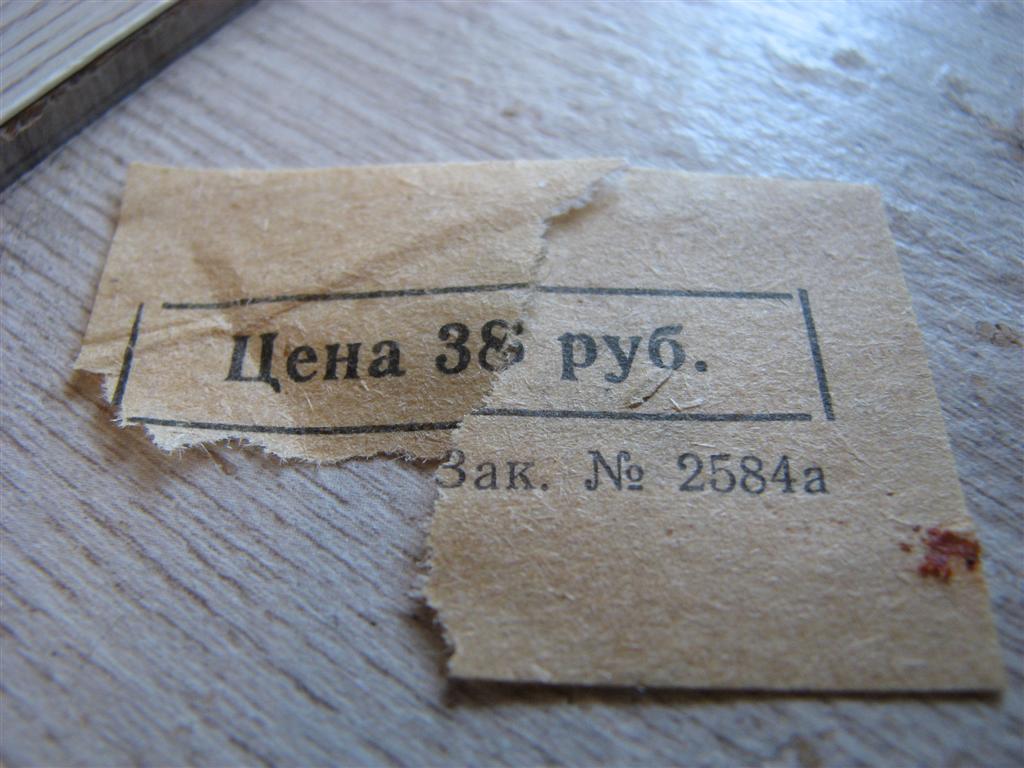 Цена 38 руб.
Зак. № 2584а